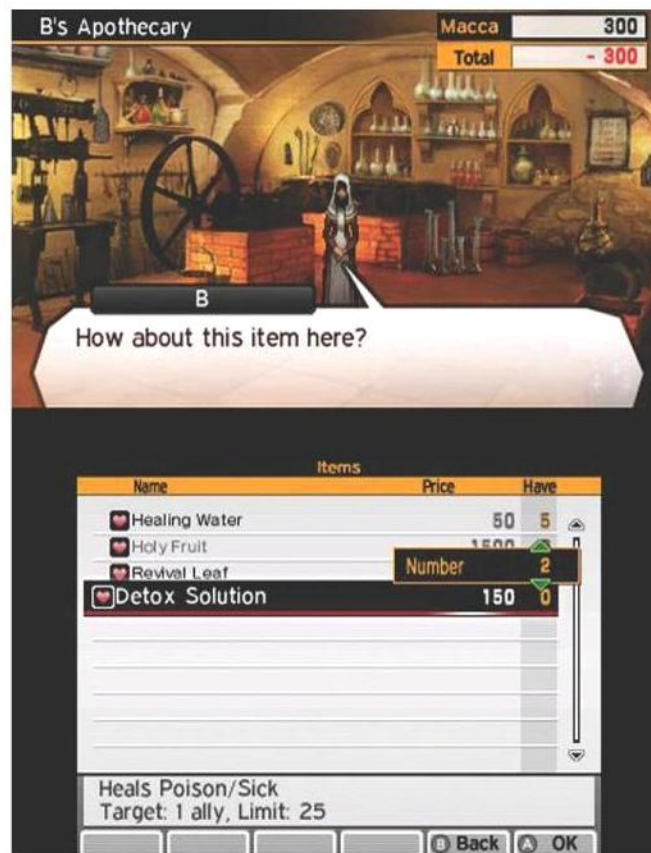 B's Apothecary
Macca 300
Total - 300
B
How about this item here?
Items
Name Price Have
Healing Water 50 5
Holy Fruit 1500
Revival Leaf
Number 2
Detox Solution 150 0
Heals Poison/Sick
Target: 1 ally, Limit: 25
B Back A OK